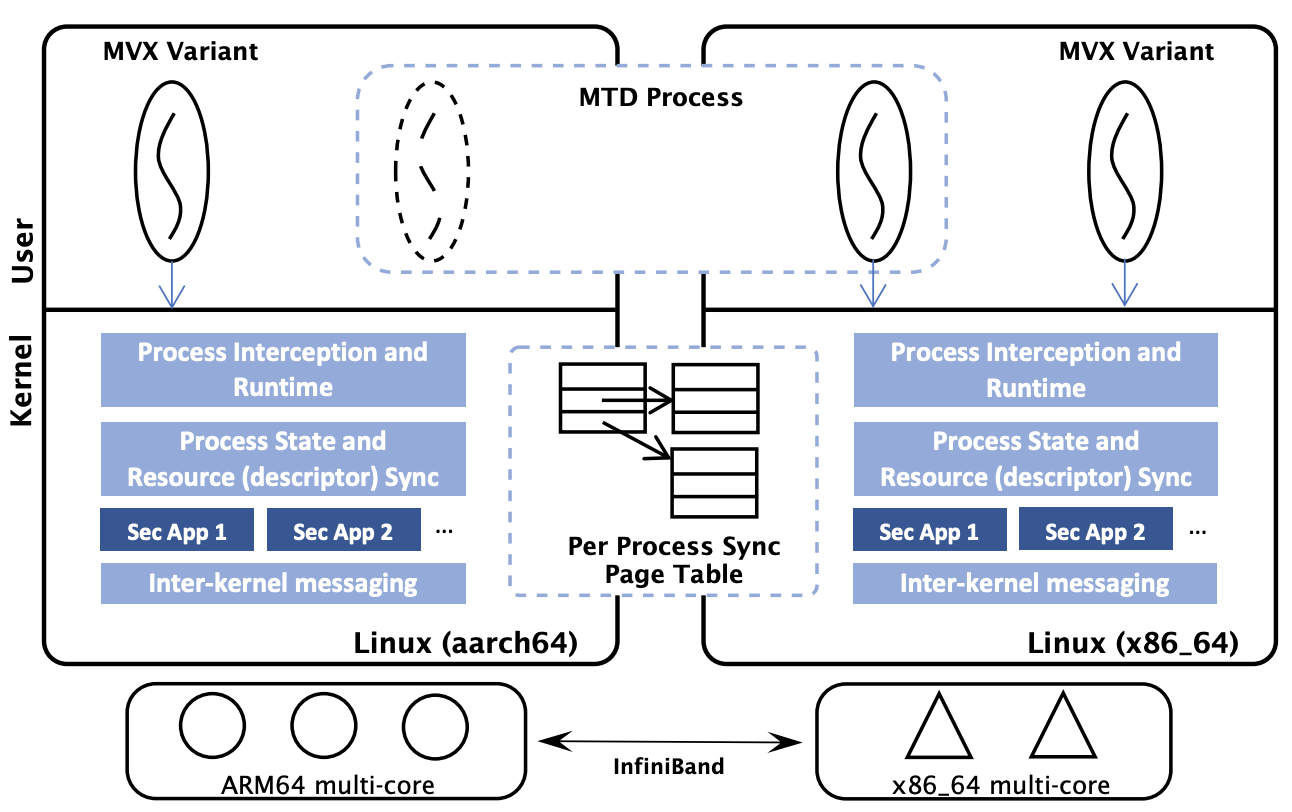 MVX Variant
MVX Variant
MTD Process
User
Kernel
Process Interception and
Runtime
Process State and
Resource (descriptor) Sync
Sec App 1
Sec App 2
...
Inter-kernel messaging
Linux (aarch64)
Per Process Sync
Page Table
Process Interception and
Runtime
Process State and
Resource (descriptor) Sync
Sec App 1
Sec App 2
...
Inter-kernel messaging
Linux (x86_64)
ARM64 multi-core
InfiniBand
x86_64 multi-core